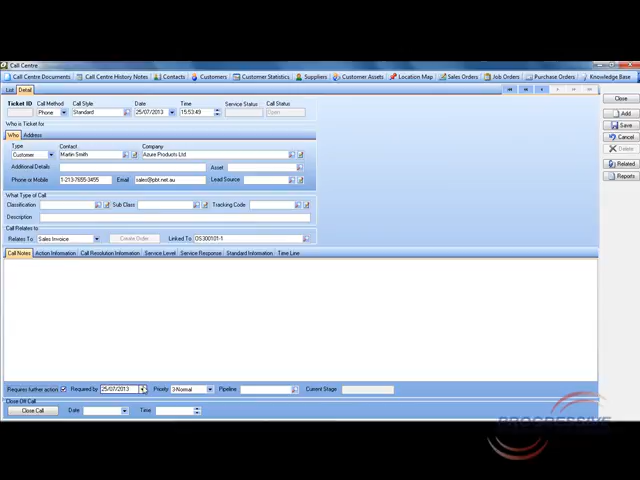 Call Centre
Call Centre Documents Call Centre History Notes Contacts Customers Customer Statistics Suppliers Customer Assets Location Map Sales Orders Job Orders Purchase Orders Knowledge Base
List Detail
Close
Ticket ID Call Method Call Style Date Time Service Status Call Status
Phone Standard 25/07/2013 15:53:49 Open
Add
Who is Ticket for
Save
Who Address
Cancel
Type Contact Company
Delete
Customer Martin Smith Azure Products Ltd
Related
Additional Details Asset
Reports
Phone or Mobile 1-213-7655-3455 Email sales@pbt.net.au Lead Source
What Type of Call
Classification Sub Class Tracking Code
Description
Call Relates to
Relates To Sales Invoice Create Order Linked To OS300101-1
Call Notes Action Information Call Resolution Information Service Level Service Response Standard Information Time Line
Requires further action Required by 25/07/2013 Priority 3-Normal Pipeline Current Stage
Close Off Call
Close Call Date Time
PROGRESSIVE